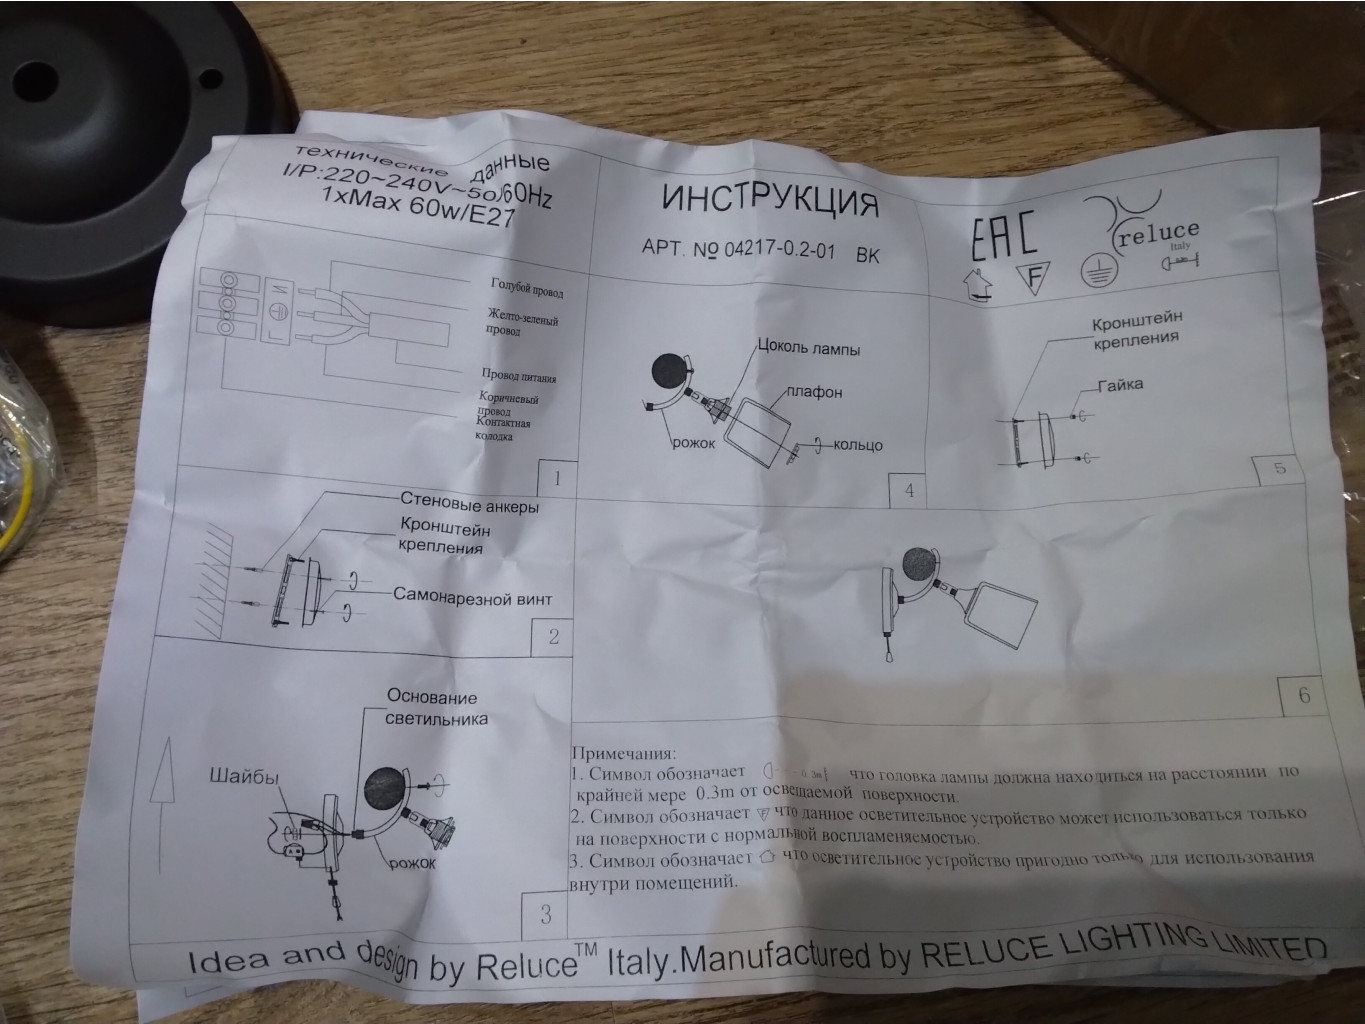 технические данные
I/P:220~240V~50/60Hz
1xMax 60w/E27
ИНСТРУКЦИЯ
АРТ. № 04217-0.2-01 BK
EAC
reluce
Italy
F
N
L
Голубой провод
Желто-зеленый
провод
Провод питания
Коричневый
провод
Контактная
колодка
1
Стеновые анкеры
Кронштейн
крепления
Самонарезной винт
2
Основание
светильника
Шайбы
рожок
3
Цоколь лампы
плафон
рожок
кольцо
4
Кронштейн
крепления
Гайка
5
6
Примечания:
1. Символ обозначает 0.3m что головка лампы должна находиться на расстоянии по
крайней мере 0.3m от освещаемой поверхности.
2. Символ обозначает F что данное осветительное устройство может использоваться только
на поверхности с нормальной воспламеняемостью.
3. Символ обозначает что осветительное устройство пригодно только для использования
внутри помещений.
Idea and design by Reluce™ Italy.Manufactured by RELUCE LIGHTING LIMITED